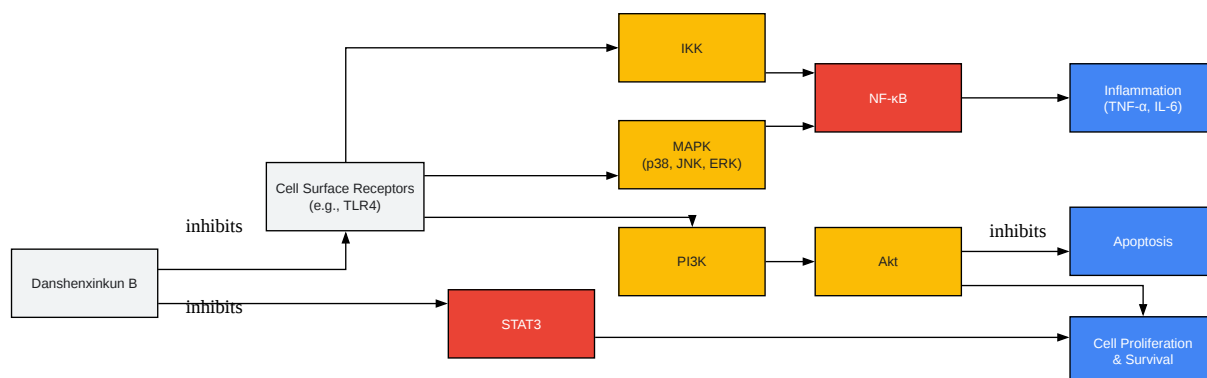 IKK
NF-κB
Inflammation
(TNF-α, IL-6)
MAPK
(p38, JNK, ERK)
Cell Surface Receptors
(e.g., TLR4)
inhibits
inhibits
Apoptosis
Danshenxinkun B
PI3K
Akt
inhibits
STAT3
Cell Proliferation
& Survival